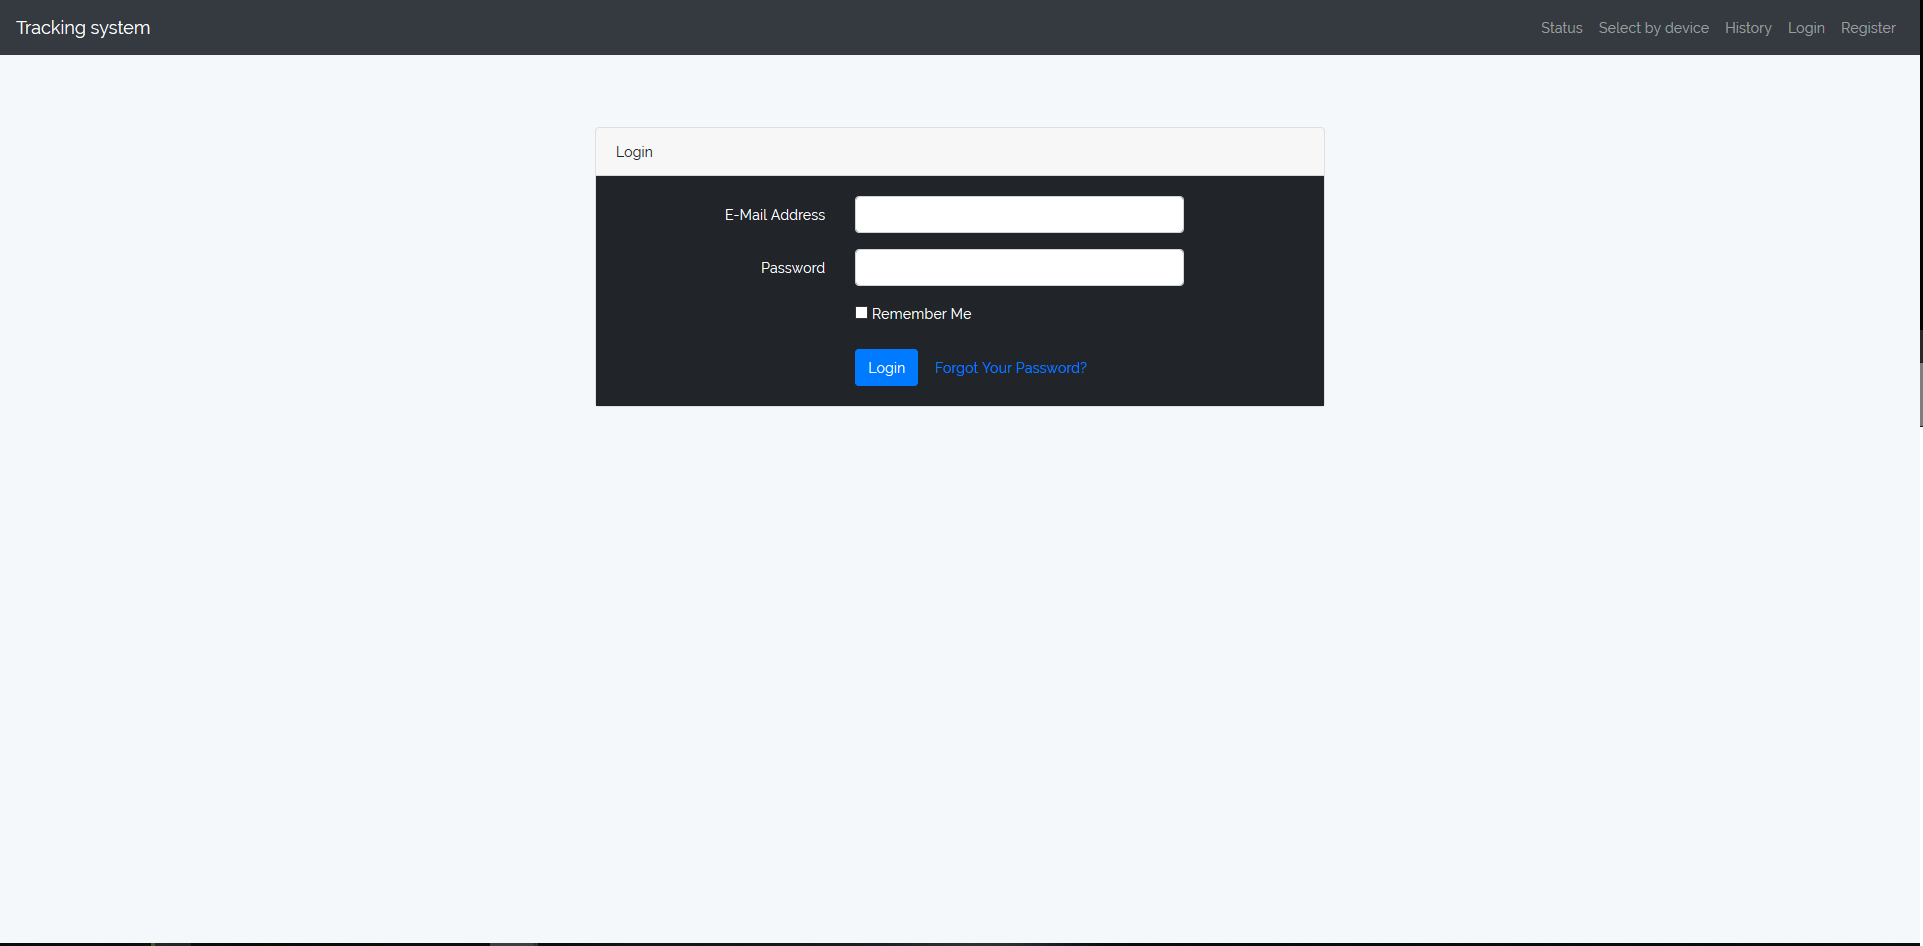 Tracking system
Status Select by device History Login Register
Login
E-Mail Address
Password
Remember Me
Login Forgot Your Password?